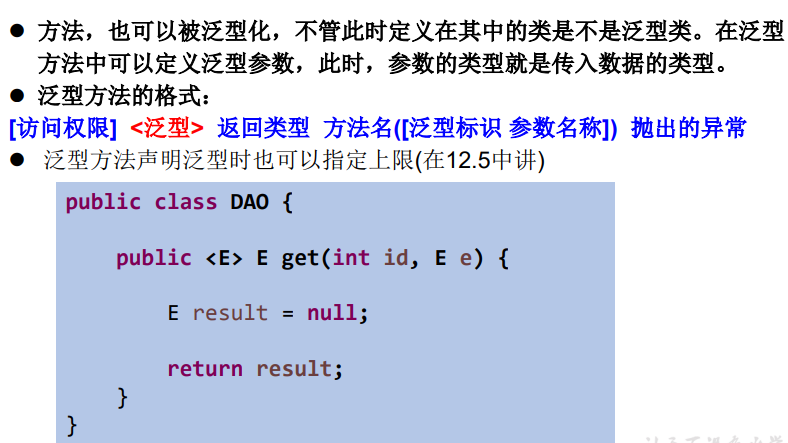 ● 方法，也可以被泛型化，不管此时定义在其中的类是不是泛型类。在泛型
方法中可以定义泛型参数，此时，参数的类型就是传入数据的类型。
● 泛型方法的格式：
[访问权限] <泛型> 返回类型 方法名([泛型标识 参数名称]) 抛出的异常
● 泛型方法声明泛型时也可以指定上限(在12.5中讲)
public class DAO {
public <E> E get(int id, E e) {
E result = null;
return result;
}
}